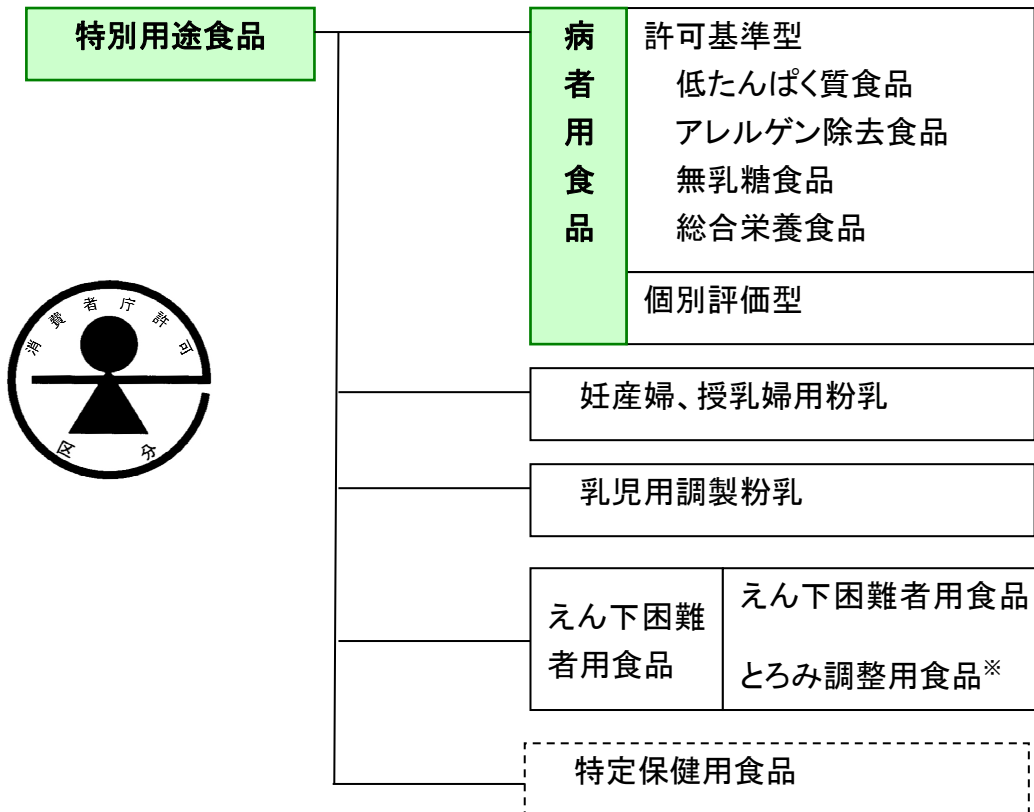 特別用途食品
病者用食品
許可基準型
低たんぱく質食品
アレルゲン除去食品
無乳糖食品
総合栄養食品
個別評価型
消費者庁許可
区分
妊産婦、授乳婦用粉乳
乳児用調製粉乳
えん下困難
者用食品
えん下困難者用食品
とろみ調整用食品※
特定保健用食品